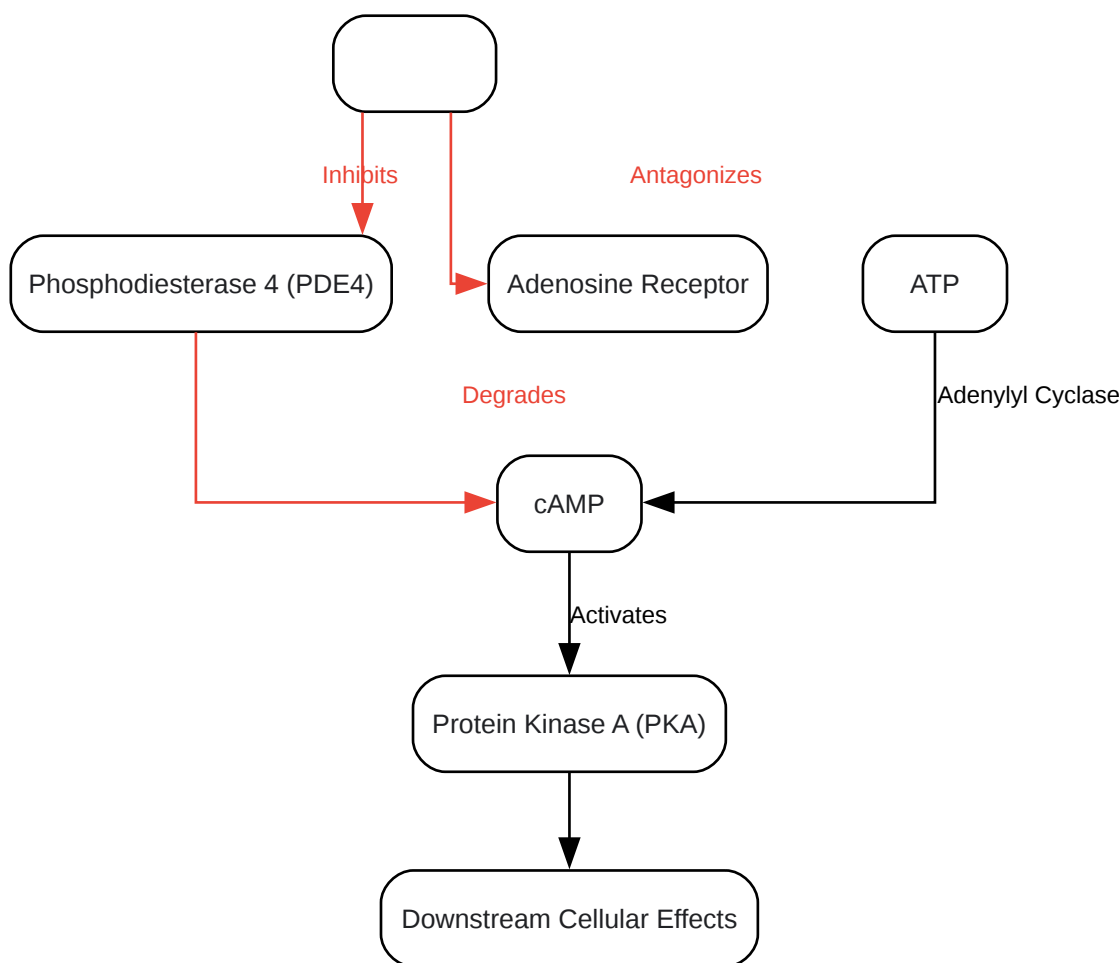 Inhibits
Antagonizes
Phosphodiesterase 4 (PDE4)
Adenosine Receptor
ATP
Degrades
Adenylyl Cyclase
cAMP
Activates
Protein Kinase A (PKA)
Downstream Cellular Effects